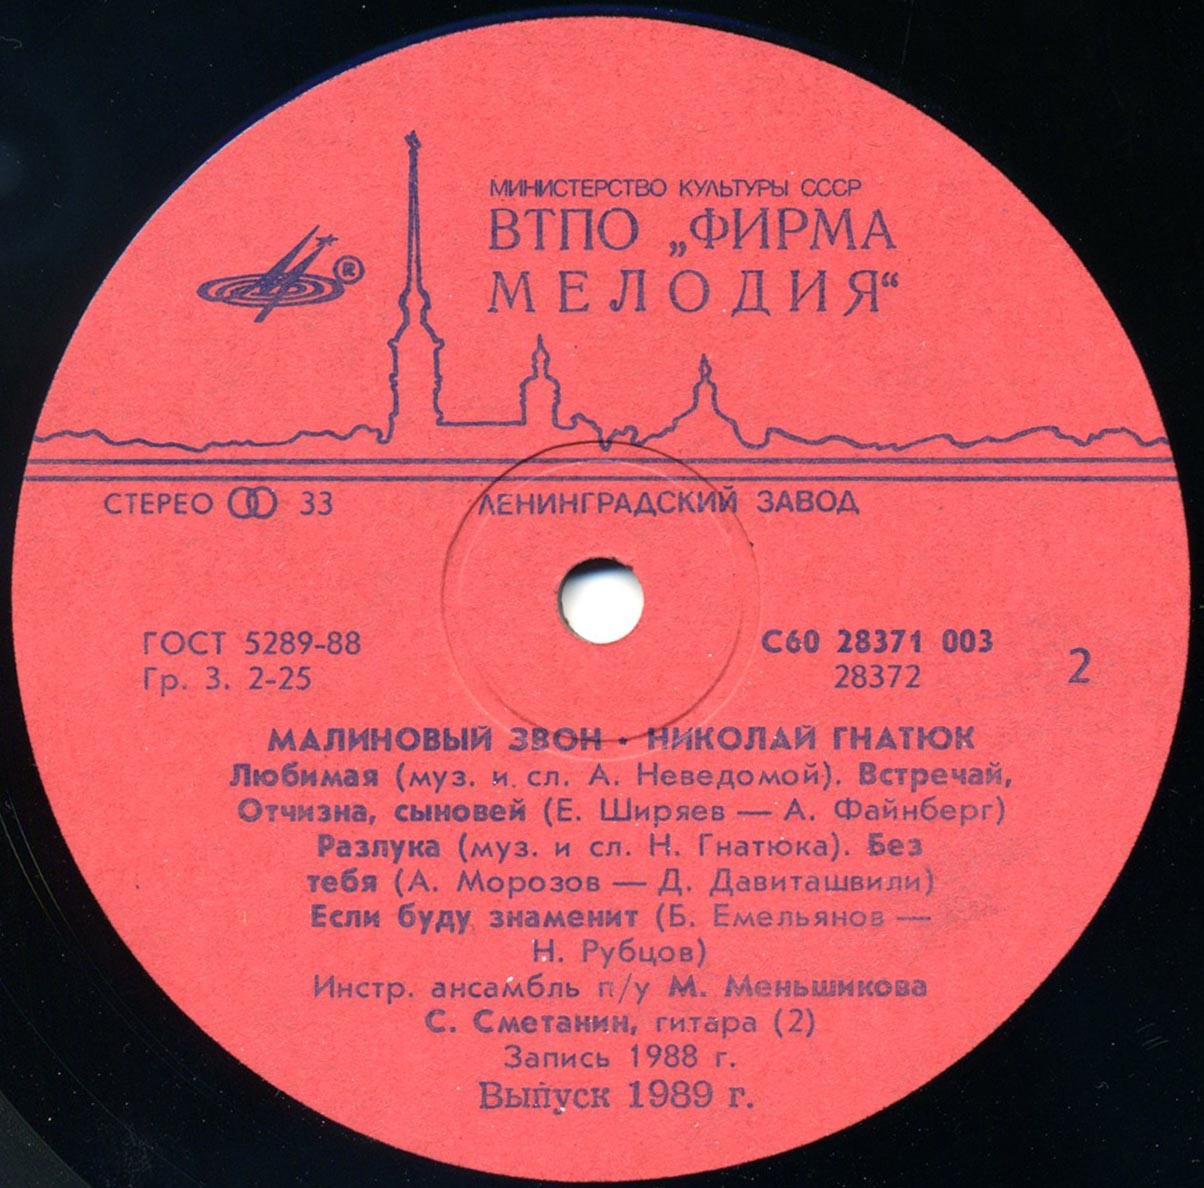 МИНИСТЕРСТВО КУЛЬТУРЫ СССР
ВТПО „ФИРМА
МЕЛОДИЯ“
®
СТЕРЕО 33
ЛЕНИНГРАДСКИЙ ЗАВОД
ГОСТ 5289-88
Гр. 3. 2-25
С60 28371 003
28372
2
МАЛИНОВЫЙ ЗВОН • НИКОЛАЙ ГНАТЮК
Любимая (муз. и сл. А. Неведомой). Встречай,
Отчизна, сыновей (Е. Ширяев — А. Файнберг)
Разлука (муз. и сл. Н. Гнатюка). Без
тебя (А. Морозов — Д. Давиташвили)
Если буду знаменит (Б. Емельянов —
Н. Рубцов)
Инстр. ансамбль п/у М. Меньшикова
С. Сметанин, гитара (2)
Запись 1988 г.
Выпуск 1989 г.